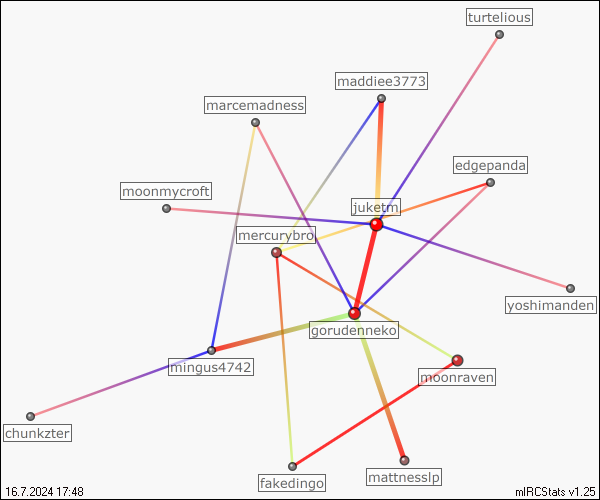 turtelious
maddiee3773
marcemadness
edgepanda
moonmycroft
juketm
mercurybro
yoshimanden
gorudenneko
mingus4742
moonraven
chunkzter
fakedingo
mattnesslp
16.7.2024 17:48
mIRCStats v1.25